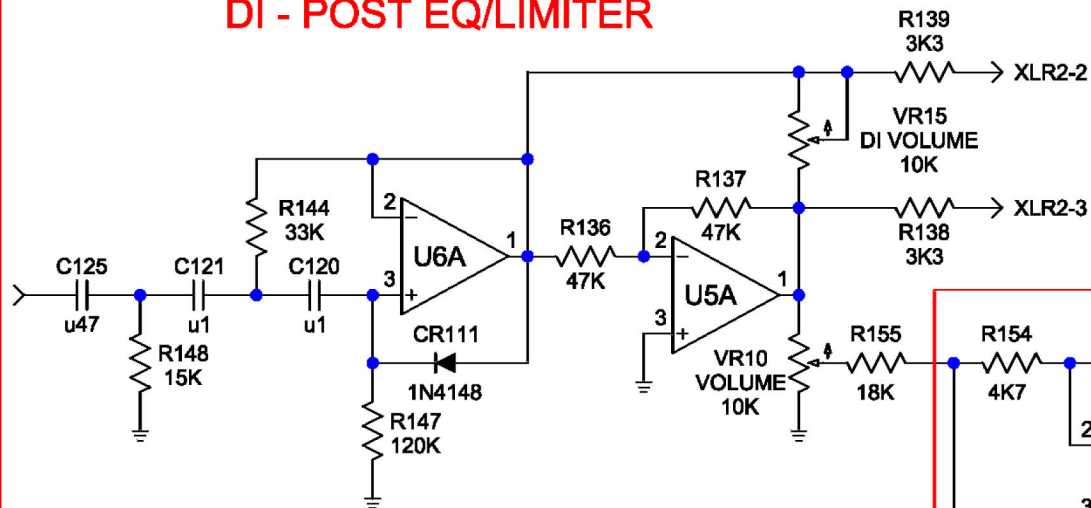 DI - POST EQ/LIMITER
R139
3K3
XLR2-2
VR15
DI VOLUME
10K
R137
47K
XLR2-3
R138
3K3
R144
33K
2
-
U6A
1
3
+
R136
47K
2
-
U5A
1
3
+
C125
u47
C121
u1
C120
u1
R148
15K
CR111
1N4148
R147
120K
VR10
VOLUME
10K
R155
18K
R154
4K7
2
3